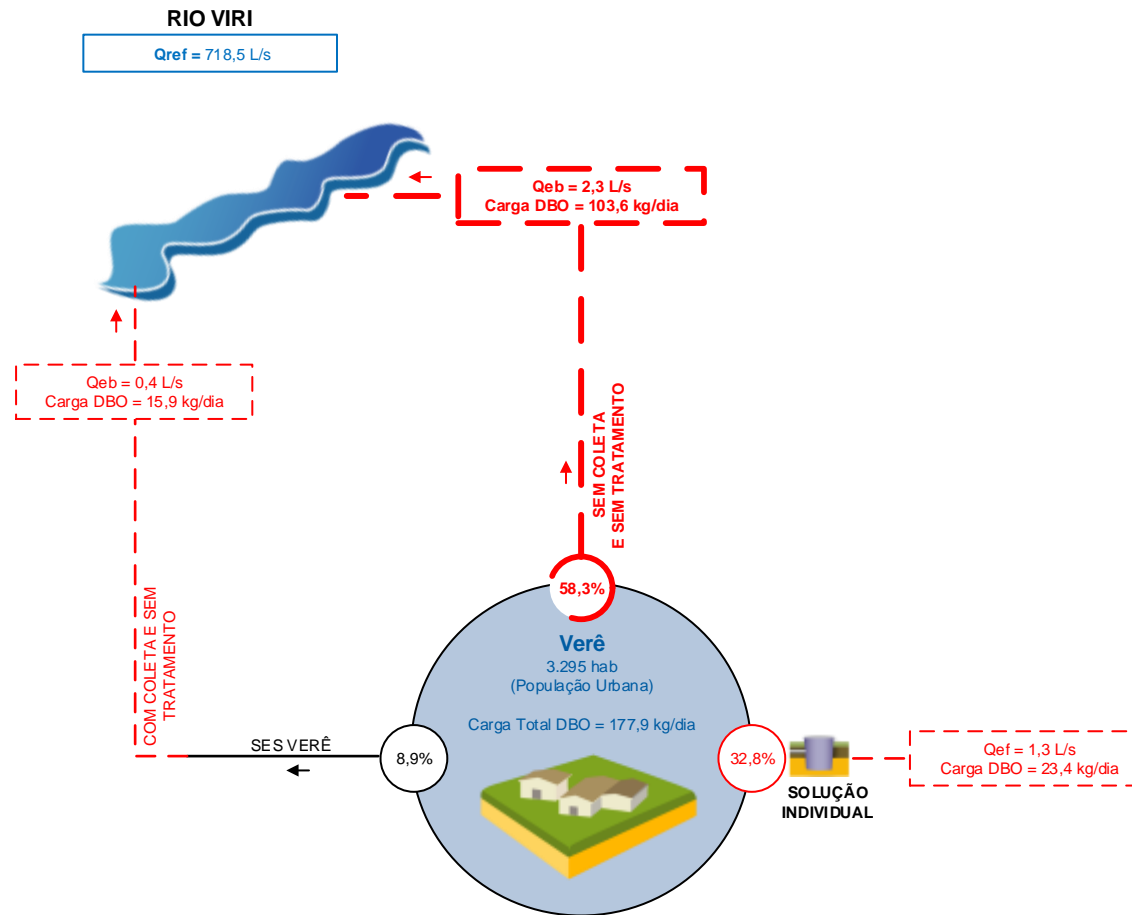 RIO VIRI
Qref = 718,5 L/s
Qeb = 2,3 L/s
Carga DBO = 103,6 kg/dia
Qeb = 0,4 L/s
Carga DBO = 15,9 kg/dia
SEM COLETA
E SEM TRATAMENTO
COM COLETA E SEM
TRATAMENTO
58,3%
Verê
3.295 hab
(População Urbana)
Carga Total DBO = 177,9 kg/dia
SES VERÊ
8,9%
32,8%
SOLUÇÃO
INDIVIDUAL
Qef = 1,3 L/s
Carga DBO = 23,4 kg/dia